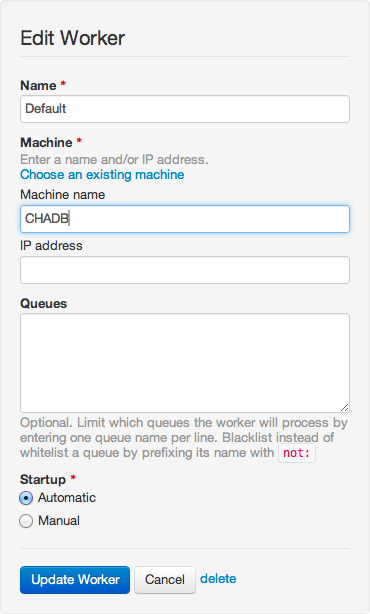 Edit Worker
Name *
Default
Machine *
Enter a name and/or IP address.
Choose an existing machine
Machine name
CHADB
IP address
Queues
Optional. Limit which queues the worker will process by
entering one queue name per line. Blacklist instead of
whitelist a queue by prefixing its name with not:
Startup *
Automatic
Manual
Update Worker Cancel delete